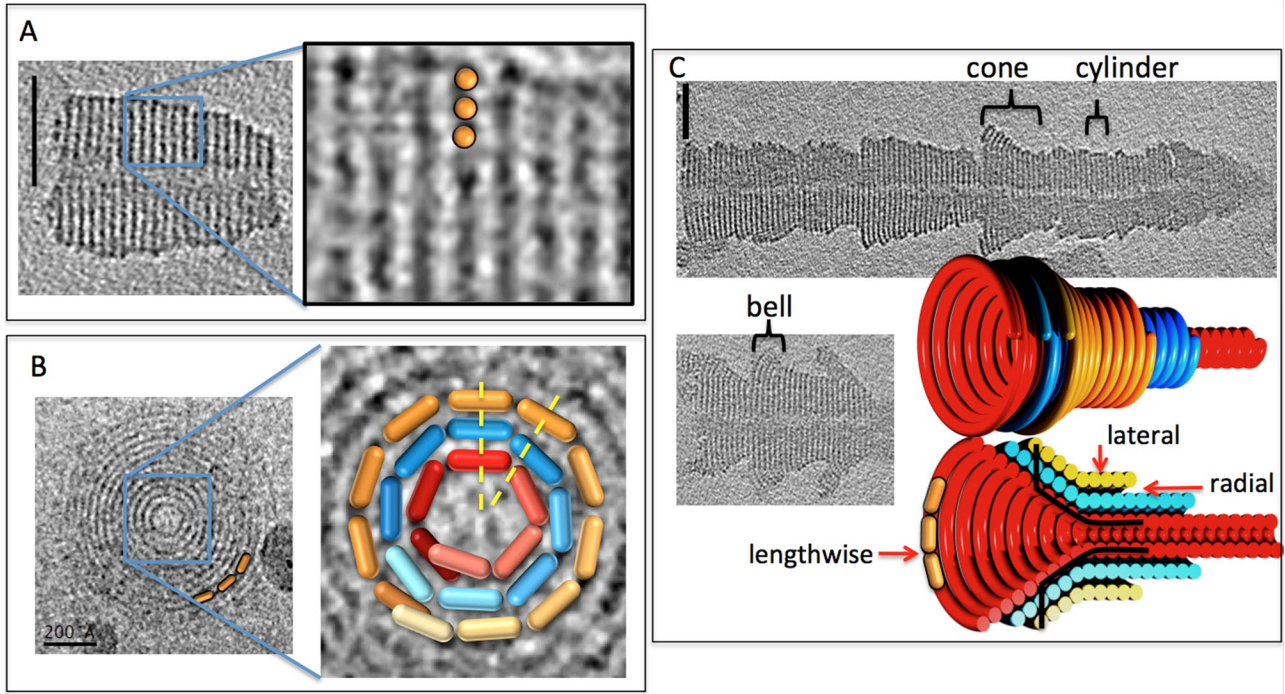 A
B
200 Å
C
cone
cylinder
bell
lateral
radial
lengthwise